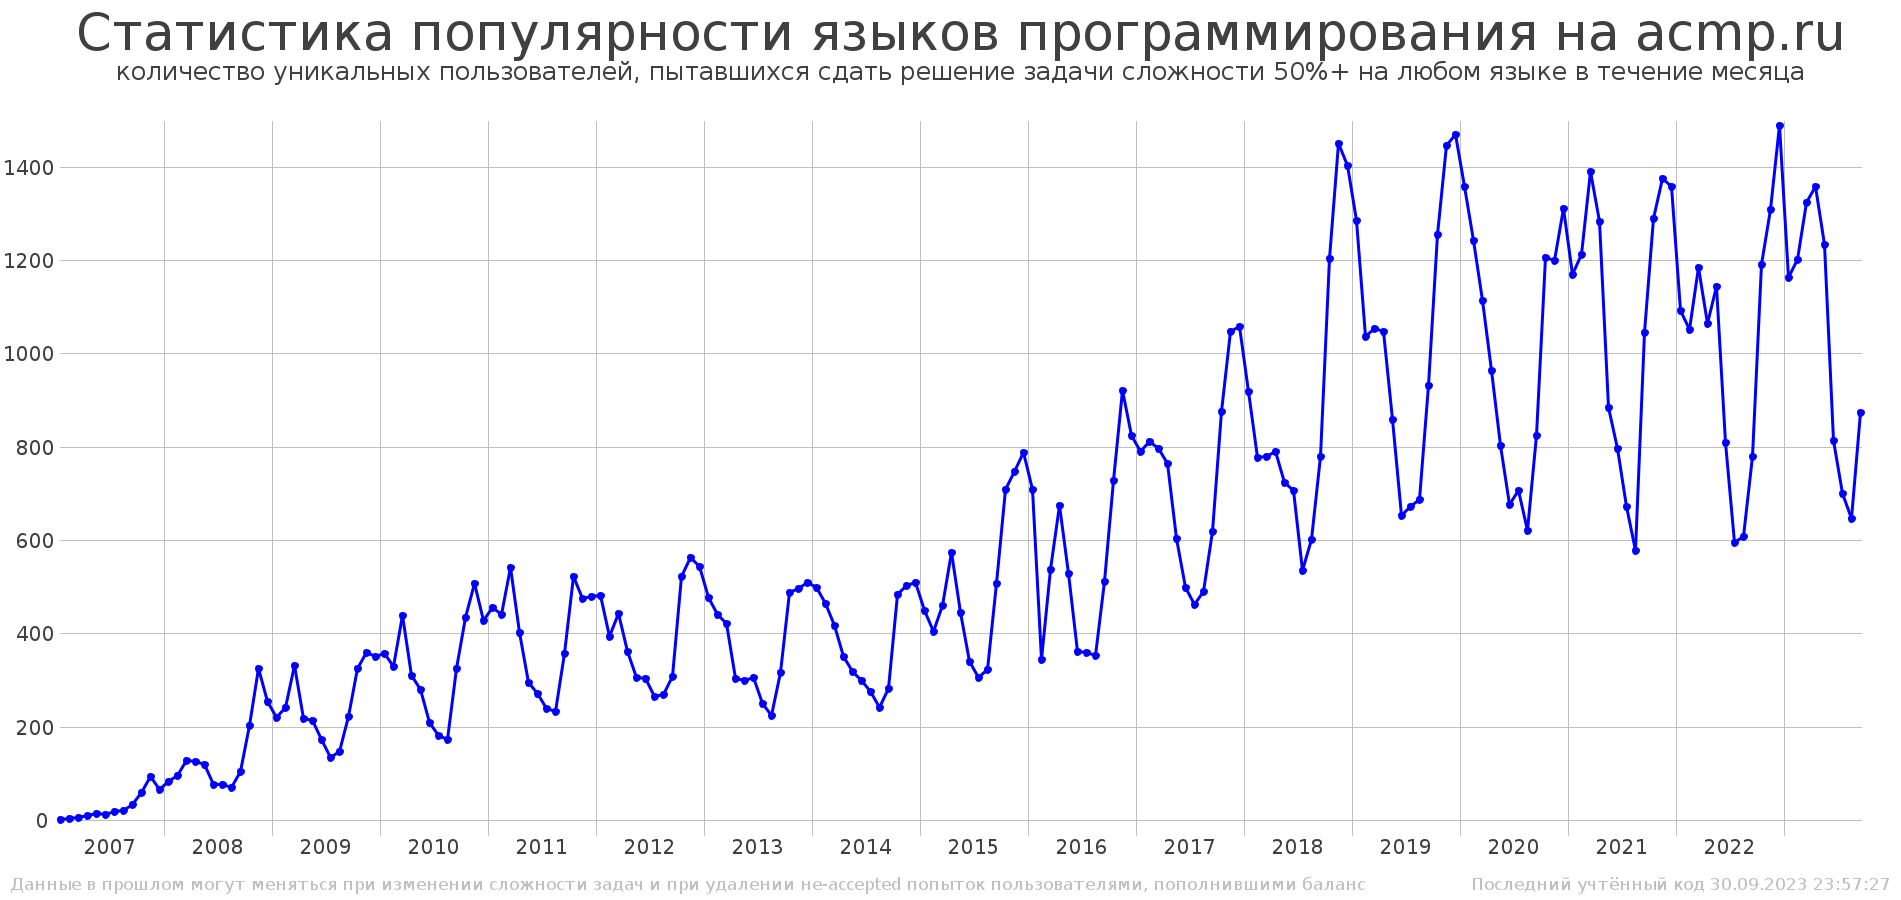 Статистика популярности языков программирования на acmp.ru
количество уникальных пользователей, пытавшихся сдать решение задачи сложности 50%+ на любом языке в течение месяца
1400
1200
1000
800
600
400
200
0
2007 2008 2009 2010 2011 2012 2013 2014 2015 2016 2017 2018 2019 2020 2021 2022
Данные в прошлом могут меняться при изменении сложности задач и при удалении не-accepted попыток пользователями, пополнившими баланс
Последний учтённый код 30.09.2023 23:57:27